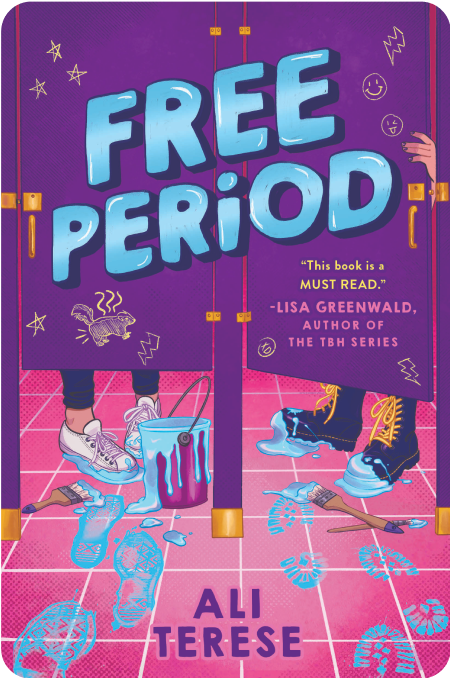 FREE
PERiOD
“This book is a
MUST READ.”
-LISA GREENWALD,
AUTHOR OF
THE TBH SERIES
ALI
TERESE